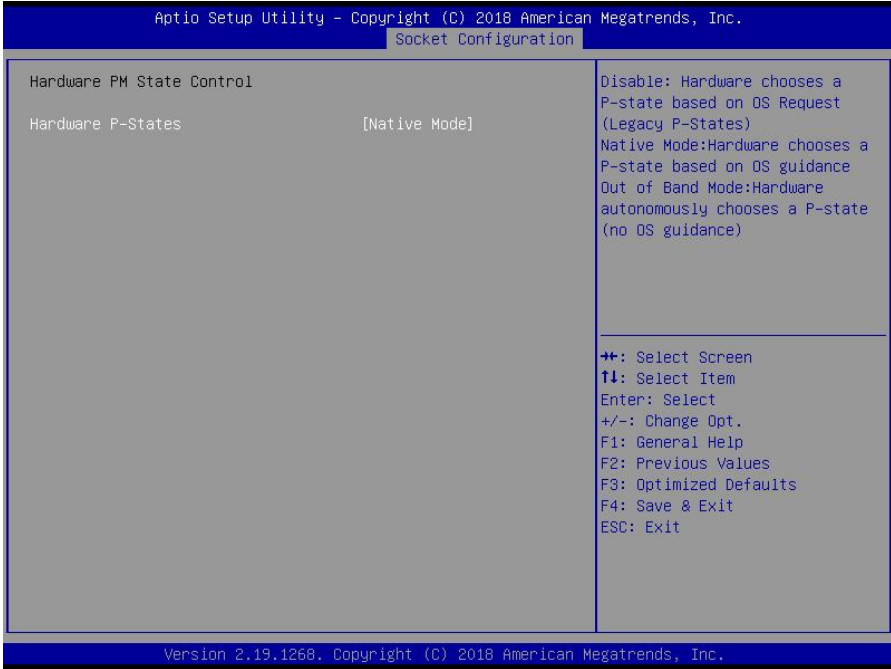 Aptio Setup Utility – Copyright (C) 2018 American Megatrends, Inc.
Socket Configuration
Hardware PM State Control
Hardware P-States [Native Mode]
Disable: Hardware chooses a
P-state based on OS Request
(Legacy P-States)
Native Mode:Hardware chooses a
P-state based on OS guidance
Out of Band Mode:Hardware
autonomously chooses a P-state
(no OS guidance)
→←: Select Screen
↑↓: Select Item
Enter: Select
+/-: Change Opt.
F1: General Help
F2: Previous Values
F3: Optimized Defaults
F4: Save & Exit
ESC: Exit
Version 2.19.1268. Copyright (C) 2018 American Megatrends, Inc.